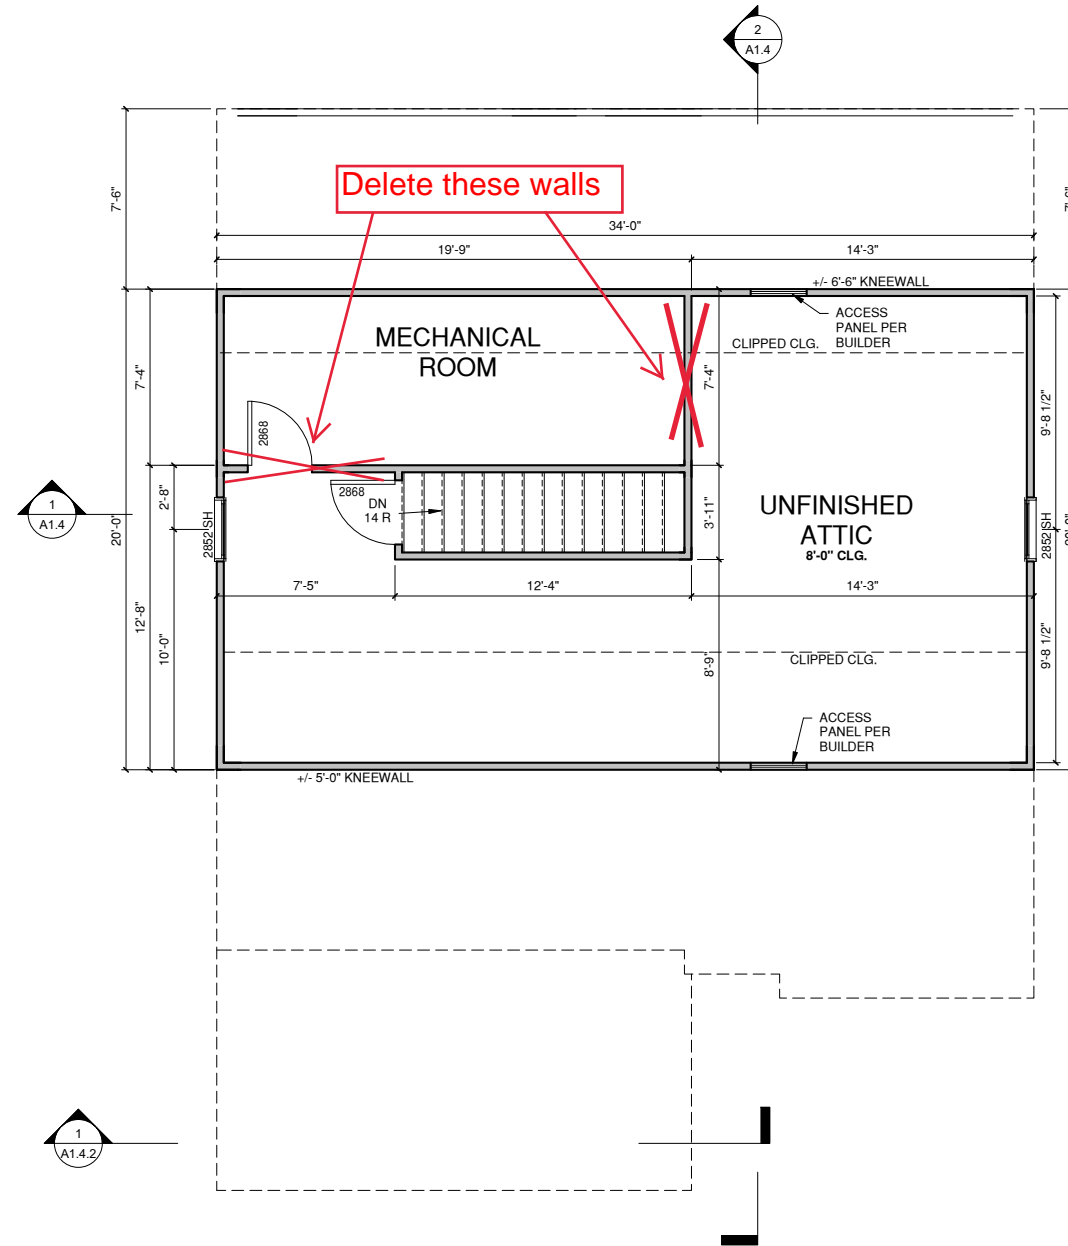 2
A1.4
7'-6"
7'-6"
Delete these walls
34'-0"
19'-9"
14'-3"
+/- 6'-6" KNEEWALL
ACCESS
PANEL PER
BUILDER
MECHANICAL
ROOM
CLIPPED CLG.
7'-4"
7'-4"
9'-8 1/2"
2868
2868
DN
14 R
1
A1.4
20'-0"
2'-8"
2852 SH
3'-11"
UNFINISHED
ATTIC
8'-0" CLG.
2852 SH
7'-5"
12'-4"
14'-3"
12'-8"
10'-0"
8'-9"
9'-8 1/2"
CLIPPED CLG.
ACCESS
PANEL PER
BUILDER
+/- 5'-0" KNEEWALL
1
A1.4.2